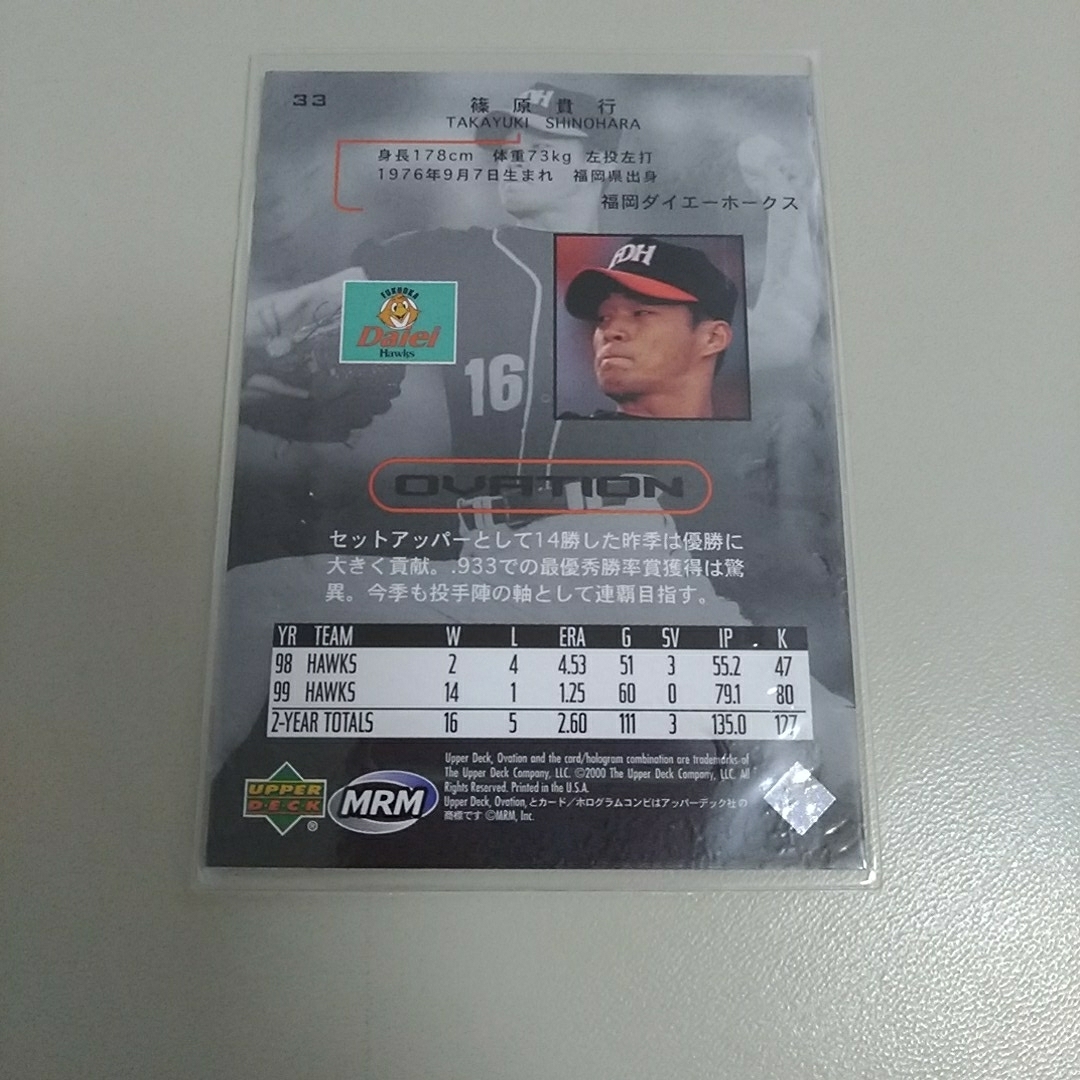 33
篠原貴行
TAKAYUKI SHINOHARA
身長178cm 体重73kg 左投左打
1976年9月7日生まれ 福岡県出身
福岡ダイエーホークス
DH
FDH
FUKUOKA
Daiei
Hawks
16
OVATION
セットアッパーとして14勝した昨季は優勝に
大きく貢献。.933での最優秀勝率賞獲得は驚
異。今季も投手陣の軸として連覇目指す。
YR TEAM W L ERA G SV IP K
98 HAWKS 2 4 4.53 51 3 55.2 47
99 HAWKS 14 1 1.25 60 0 79.1 80
2-YEAR TOTALS 16 5 2.60 111 3 135.0 127
Upper Deck, Ovation and the card/hologram combination are trademarks of
The Upper Deck Company, LLC. ©2000 The Upper Deck Company, LLC. All
Rights Reserved. Printed in the U.S.A.
Upper Deck, Ovation, とカード／ホログラムコンビはアッパーデック社の
商標です ©MRM, Inc.
UPPER
DECK
®
MRM